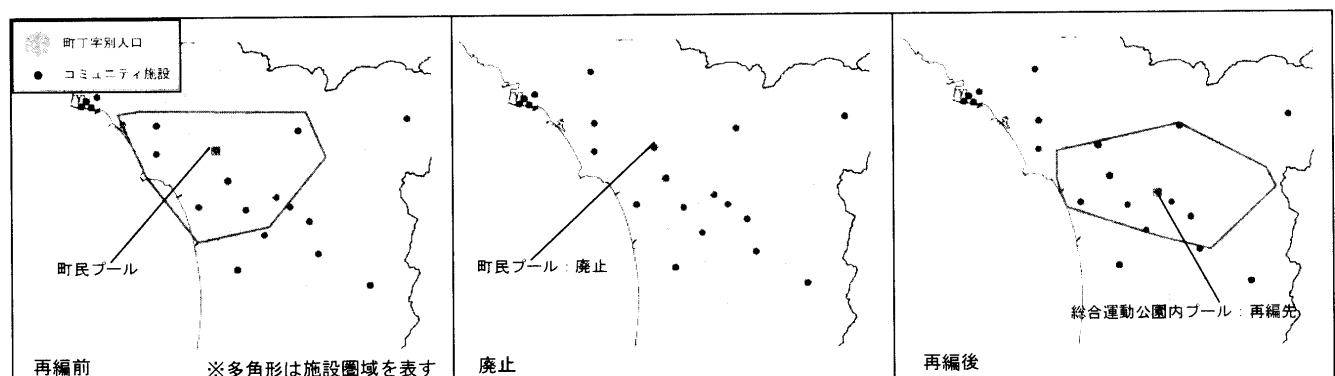 町丁字別人口
コミュニティ施設
町民プール
再編前
※多角形は施設圏域を表す
町民プール：廃止
廃止
総合運動公園内プール：再編先
再編後